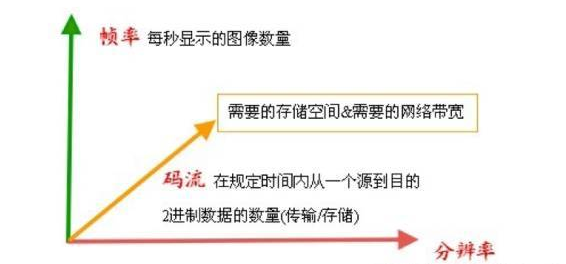 帧率 每秒显示的图像数量
需要的存储空间&需要的网络带宽
码流 在规定时间内从一个源到目的
2进制数据的数量(传输/存储)
分辨率